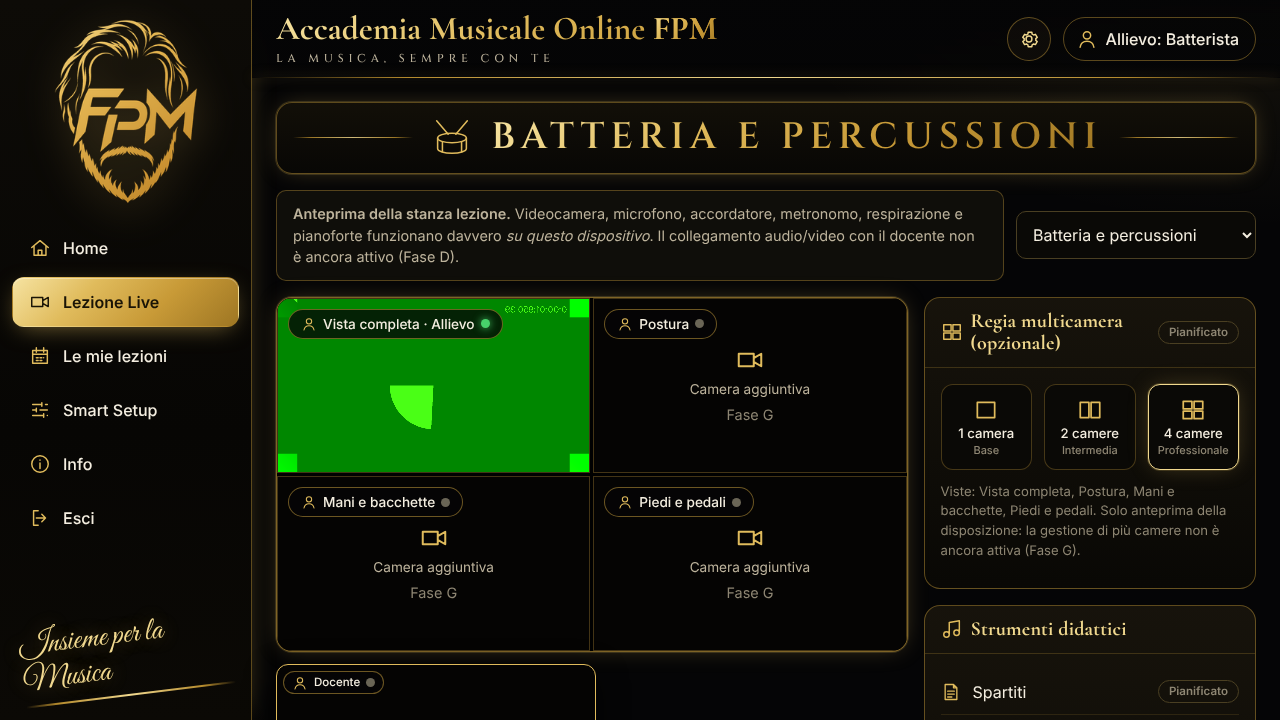 FPM
Home
Lezione Live
Le mie lezioni
Smart Setup
Info
Esci
Insieme per la
Musica
Accademia Musicale Online FPM
LA MUSICA, SEMPRE CON TE
Allievo: Batterista
BATTERIA E PERCUSSIONI
Anteprima della stanza lezione. Videocamera, microfono, accordatore, metronomo, respirazione e
pianoforte funzionano davvero su questo dispositivo. Il collegamento audio/video con il docente non
è ancora attivo (Fase D).
Batteria e percussioni
Vista completa · Allievo
Postura
Camera aggiuntiva
Fase G
Mani e bacchette
Camera aggiuntiva
Fase G
Piedi e pedali
Camera aggiuntiva
Fase G
Docente
Regia multicamera
(opzionale)
Pianificato
1 camera
Base
2 camere
Intermedia
4 camere
Professionale
Viste: Vista completa, Postura, Mani e
bacchette, Piedi e pedali. Solo anteprima della
disposizione: la gestione di più camere non è
ancora attiva (Fase G).
Strumenti didattici
Spartiti
Pianificato